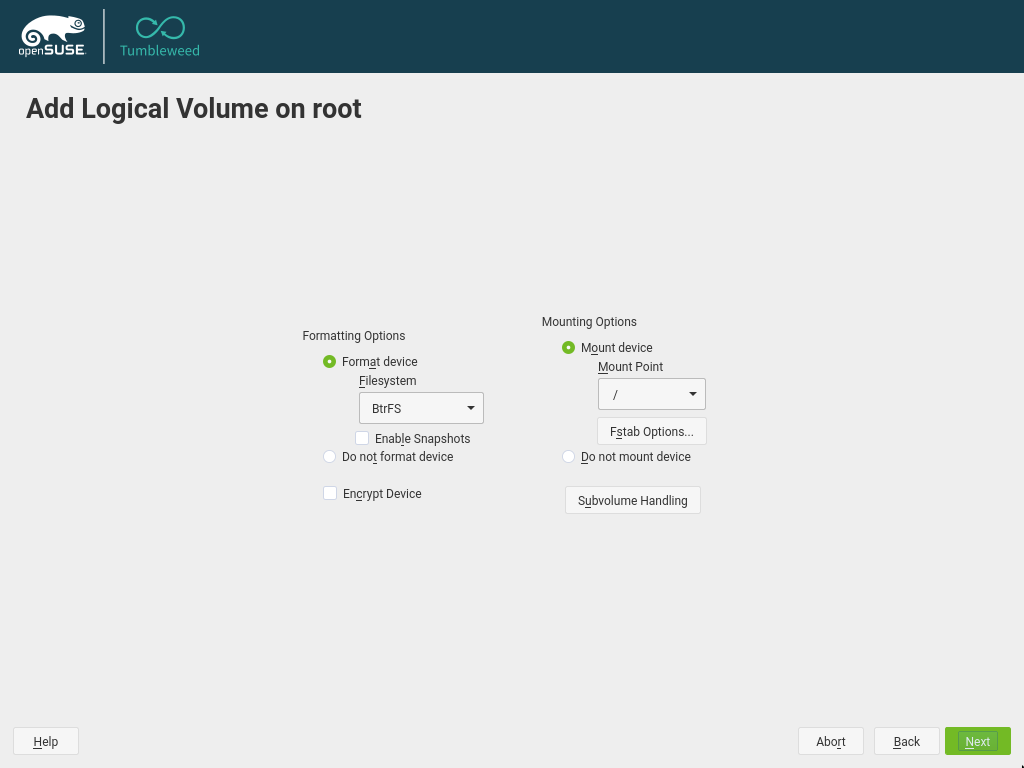 openSUSE
Tumbleweed
Add Logical Volume on root
Formatting Options
Format device
Filesystem
BtrFS
Enable Snapshots
Do not format device
Encrypt Device
Mounting Options
Mount device
Mount Point
/
Fstab Options...
Do not mount device
Subvolume Handling
Help
Abort
Back
Next